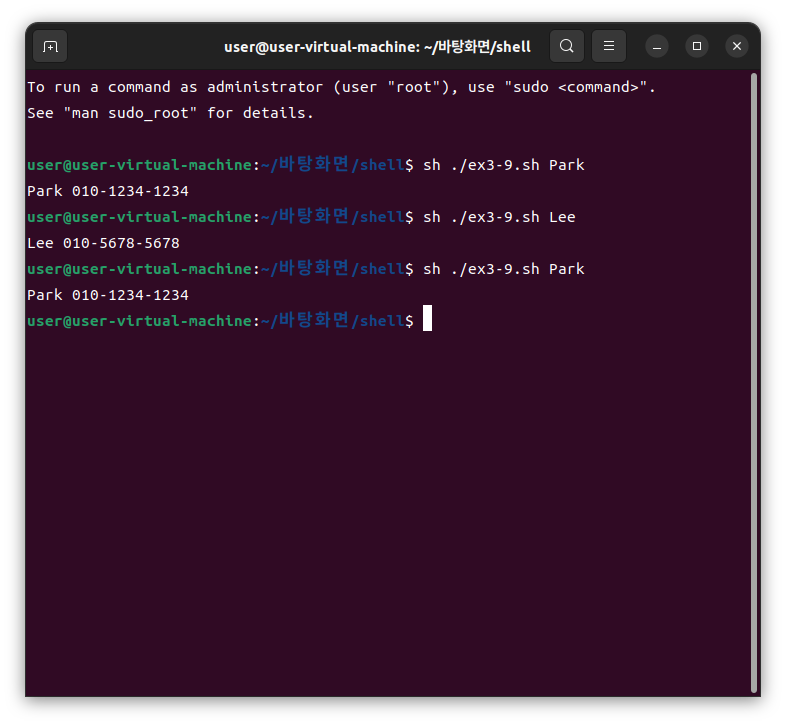 user@user-virtual-machine: ~/바탕화면/shell
To run a command as administrator (user "root"), use "sudo <command>".
See "man sudo_root" for details.
user@user-virtual-machine:~/바탕화면/shell$ sh ./ex3-9.sh Park
Park 010-1234-1234
user@user-virtual-machine:~/바탕화면/shell$ sh ./ex3-9.sh Lee
Lee 010-5678-5678
user@user-virtual-machine:~/바탕화면/shell$ sh ./ex3-9.sh Park
Park 010-1234-1234
user@user-virtual-machine:~/바탕화면/shell$